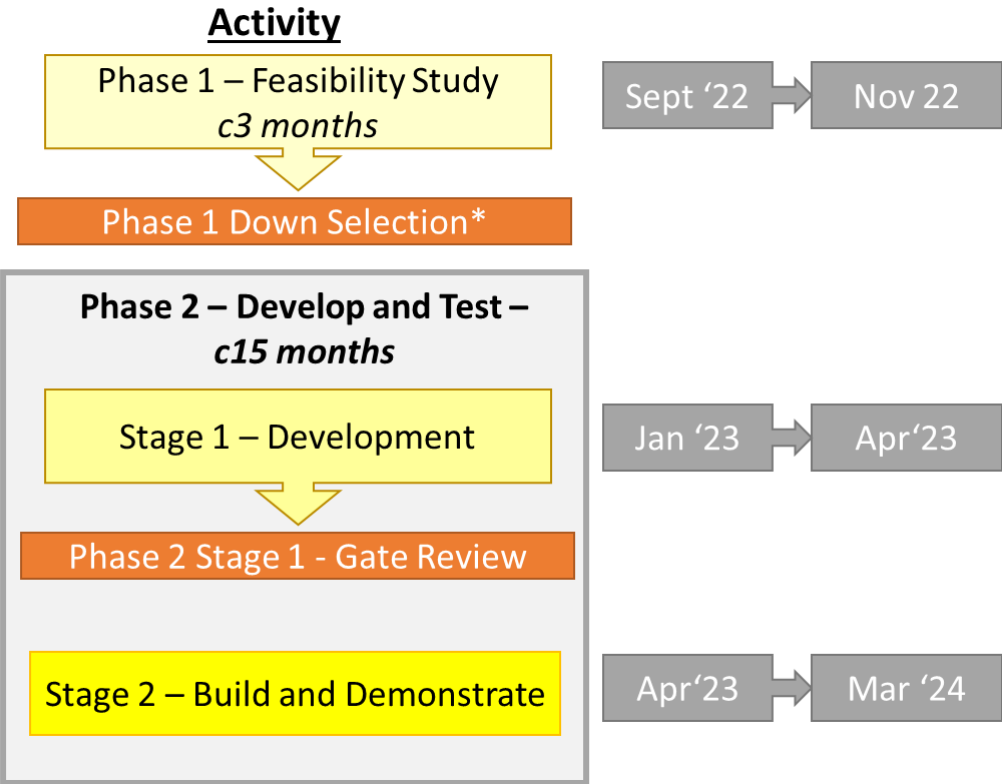 Activity
Phase 1 – Feasibility Study
c3 months
Sept ‘22
Nov 22
Phase 1 Down Selection*
Phase 2 – Develop and Test –
c15 months
Stage 1 – Development
Jan ‘23
Apr‘23
Phase 2 Stage 1 - Gate Review
Stage 2 – Build and Demonstrate
Apr‘23
Mar ‘24